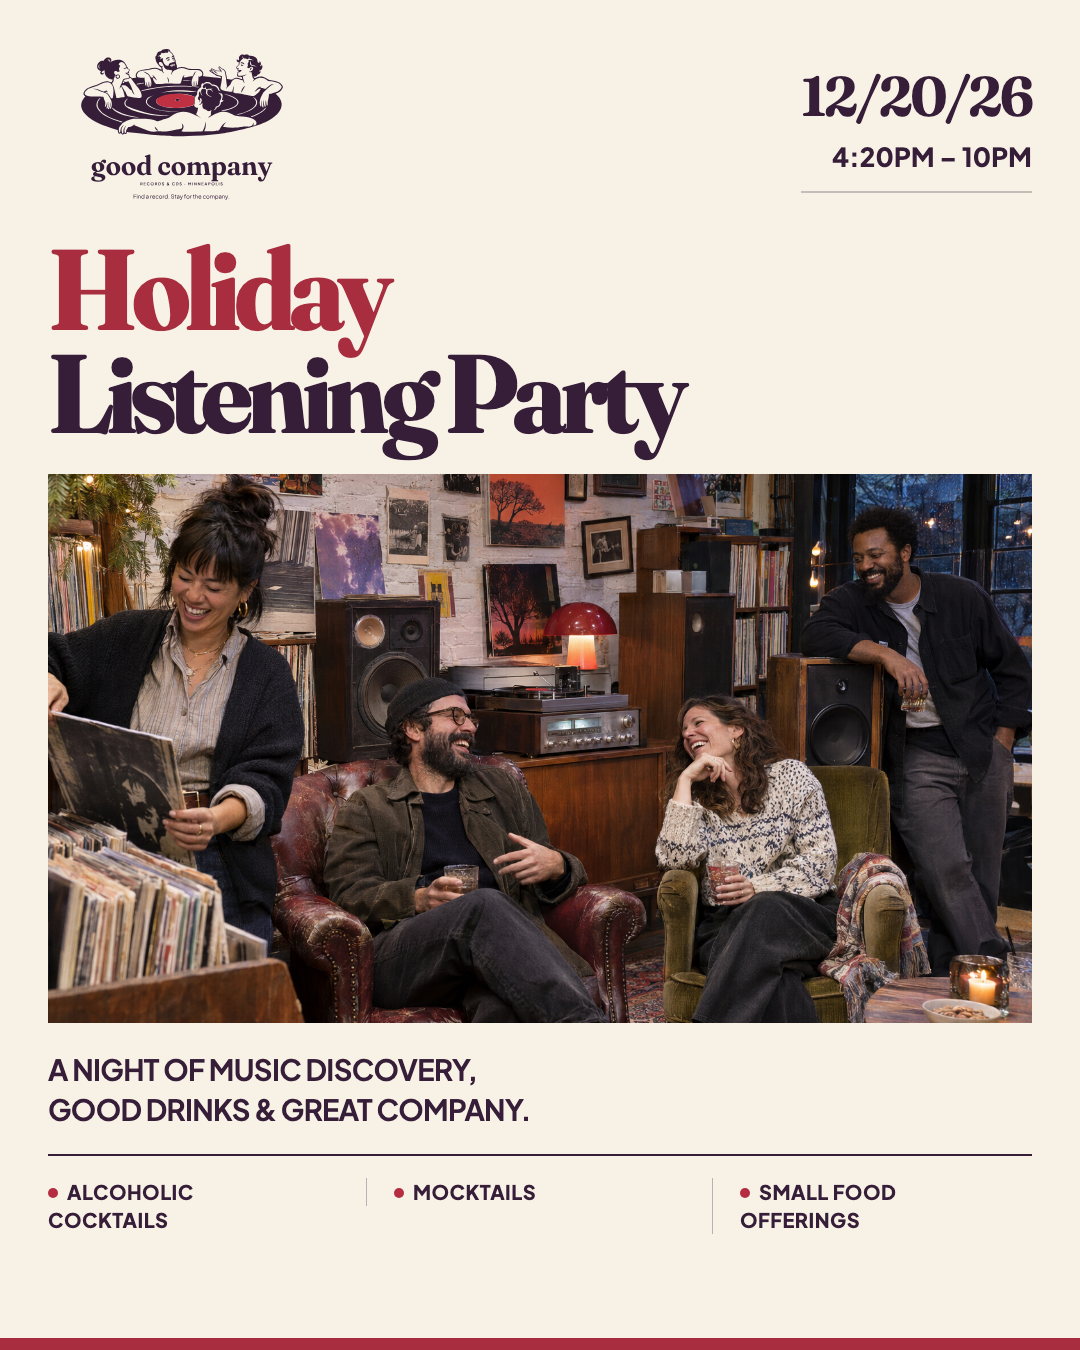 good company
RECORDS & CDS - MINNEAPOLIS
Find a record. Stay for the company.
12/20/26
4:20PM – 10PM
Holiday
Listening Party
A NIGHT OF MUSIC DISCOVERY,
GOOD DRINKS & GREAT COMPANY.
ALCOHOLIC
COCKTAILS
MOCKTAILS
SMALL FOOD
OFFERINGS